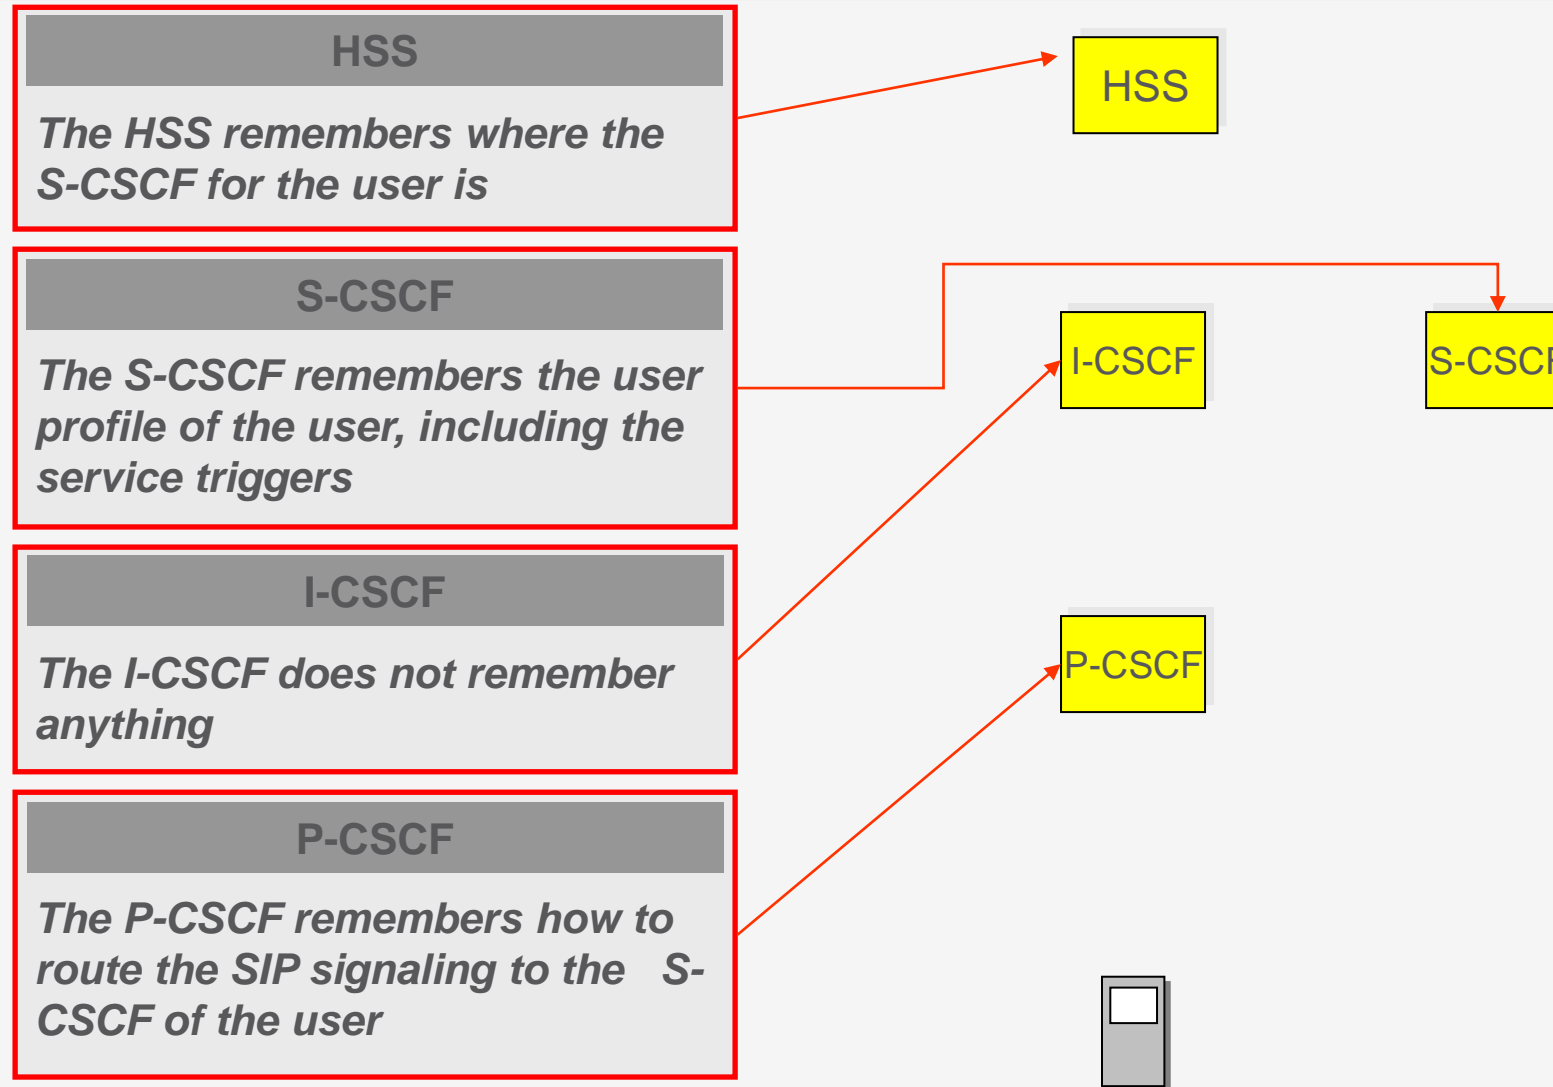 HSS
The HSS remembers where the
S-CSCF for the user is
S-CSCF
The S-CSCF remembers the user
profile of the user, including the
service triggers
I-CSCF
The I-CSCF does not remember
anything
P-CSCF
The P-CSCF remembers how to
route the SIP signaling to the   S-
CSCF of the user
HSS
I-CSCF
S-CSCF
P-CSCF